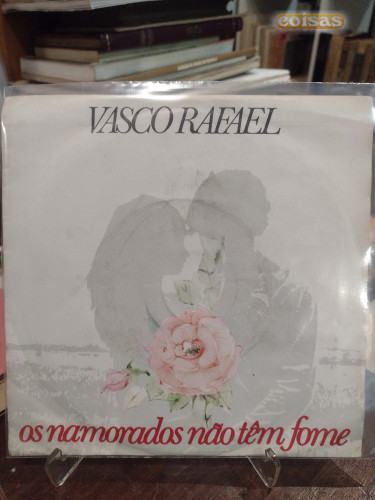 coisas
VASCO RAFAEL
os namorados não têm fome